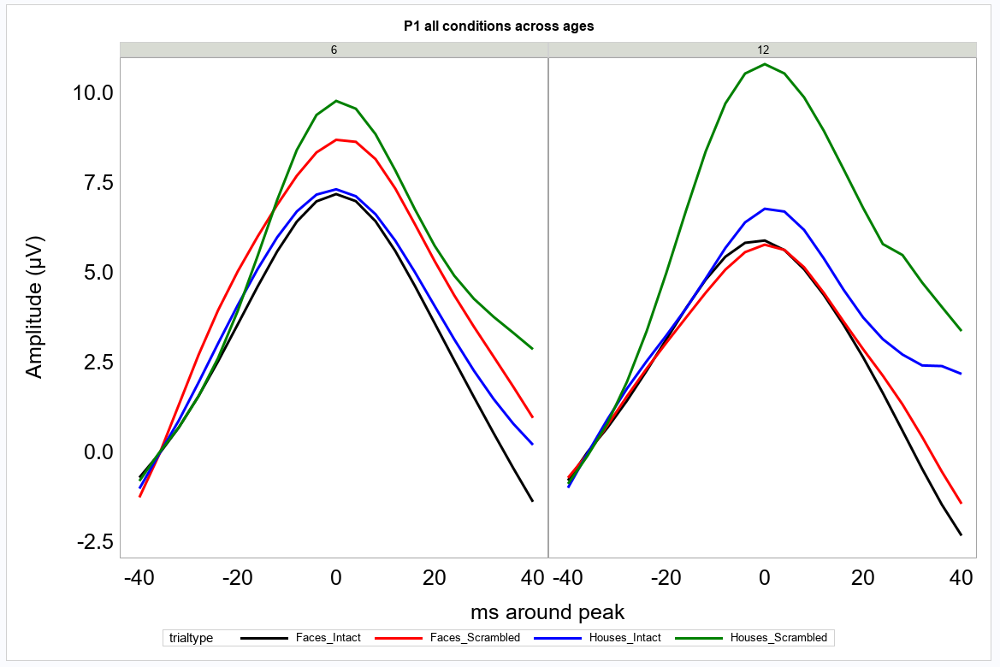 P1 all conditions across ages
6 12
10.0
7.5
5.0
2.5
0.0
-2.5
Amplitude (µV)
-40 -20 0 20 40 -40 -20 0 20 40
ms around peak
trialtype Faces_Intact Faces_Scrambled Houses_Intact Houses_Scrambled